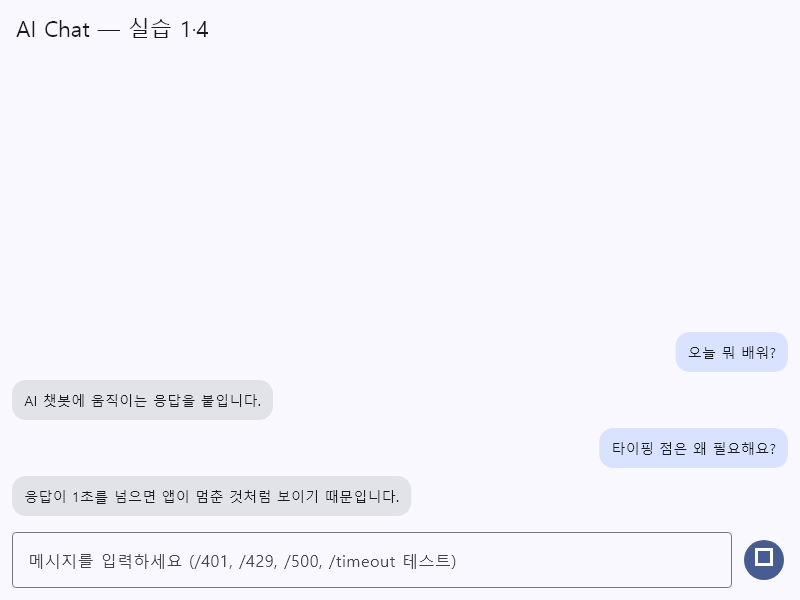 AI Chat — 실습 1·4
오늘 뭐 배워?
AI 챗봇에 움직이는 응답을 붙입니다.
타이핑 점은 왜 필요해요?
응답이 1초를 넘으면 앱이 멈춘 것처럼 보이기 때문입니다.
메시지를 입력하세요 (/401, /429, /500, /timeout 테스트)